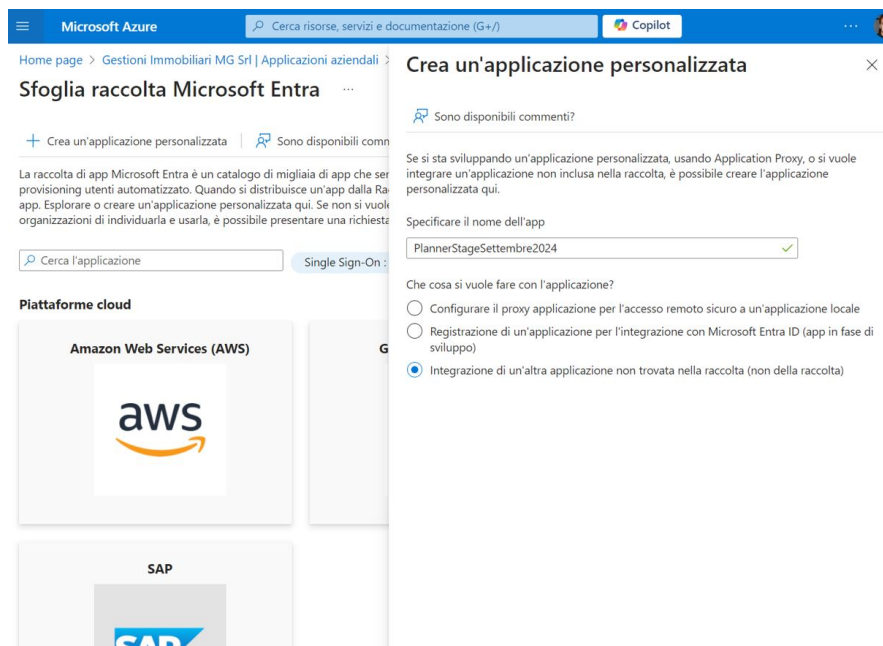 Microsoft Azure
Cerca risorse, servizi e documentazione (G+/)
Copilot
Home page > Gestioni Immobiliari MG Srl | Applicazioni aziendali >
Sfoglia raccolta Microsoft Entra ...
Crea un'applicazione personalizzata
Sono disponibili comm
La raccolta di app Microsoft Entra è un catalogo di migliaia di app che ser
provisioning utenti automatizzato. Quando si distribuisce un'app dalla Ra
app. Esplorare o creare un'applicazione personalizzata qui. Se non si vuole
organizzazioni di individuarla e usarla, è possibile presentare una richiesta
Cerca l'applicazione
Single Sign-On :
Piattaforme cloud
Amazon Web Services (AWS)
G
aws
SAP
SAP
Crea un'applicazione personalizzata
Sono disponibili commenti?
Se si sta sviluppando un'applicazione personalizzata, usando Application Proxy, o si vuole
integrare un'applicazione non inclusa nella raccolta, è possibile creare l'applicazione
personalizzata qui.
Specificare il nome dell'app
PlannerStageSettembre2024
Che cosa si vuole fare con l'applicazione?
Configurare il proxy applicazione per l'accesso remoto sicuro a un'applicazione locale
Registrazione di un'applicazione per l'integrazione con Microsoft Entra ID (app in fase di
sviluppo)
Integrazione di un'altra applicazione non trovata nella raccolta (non della raccolta)